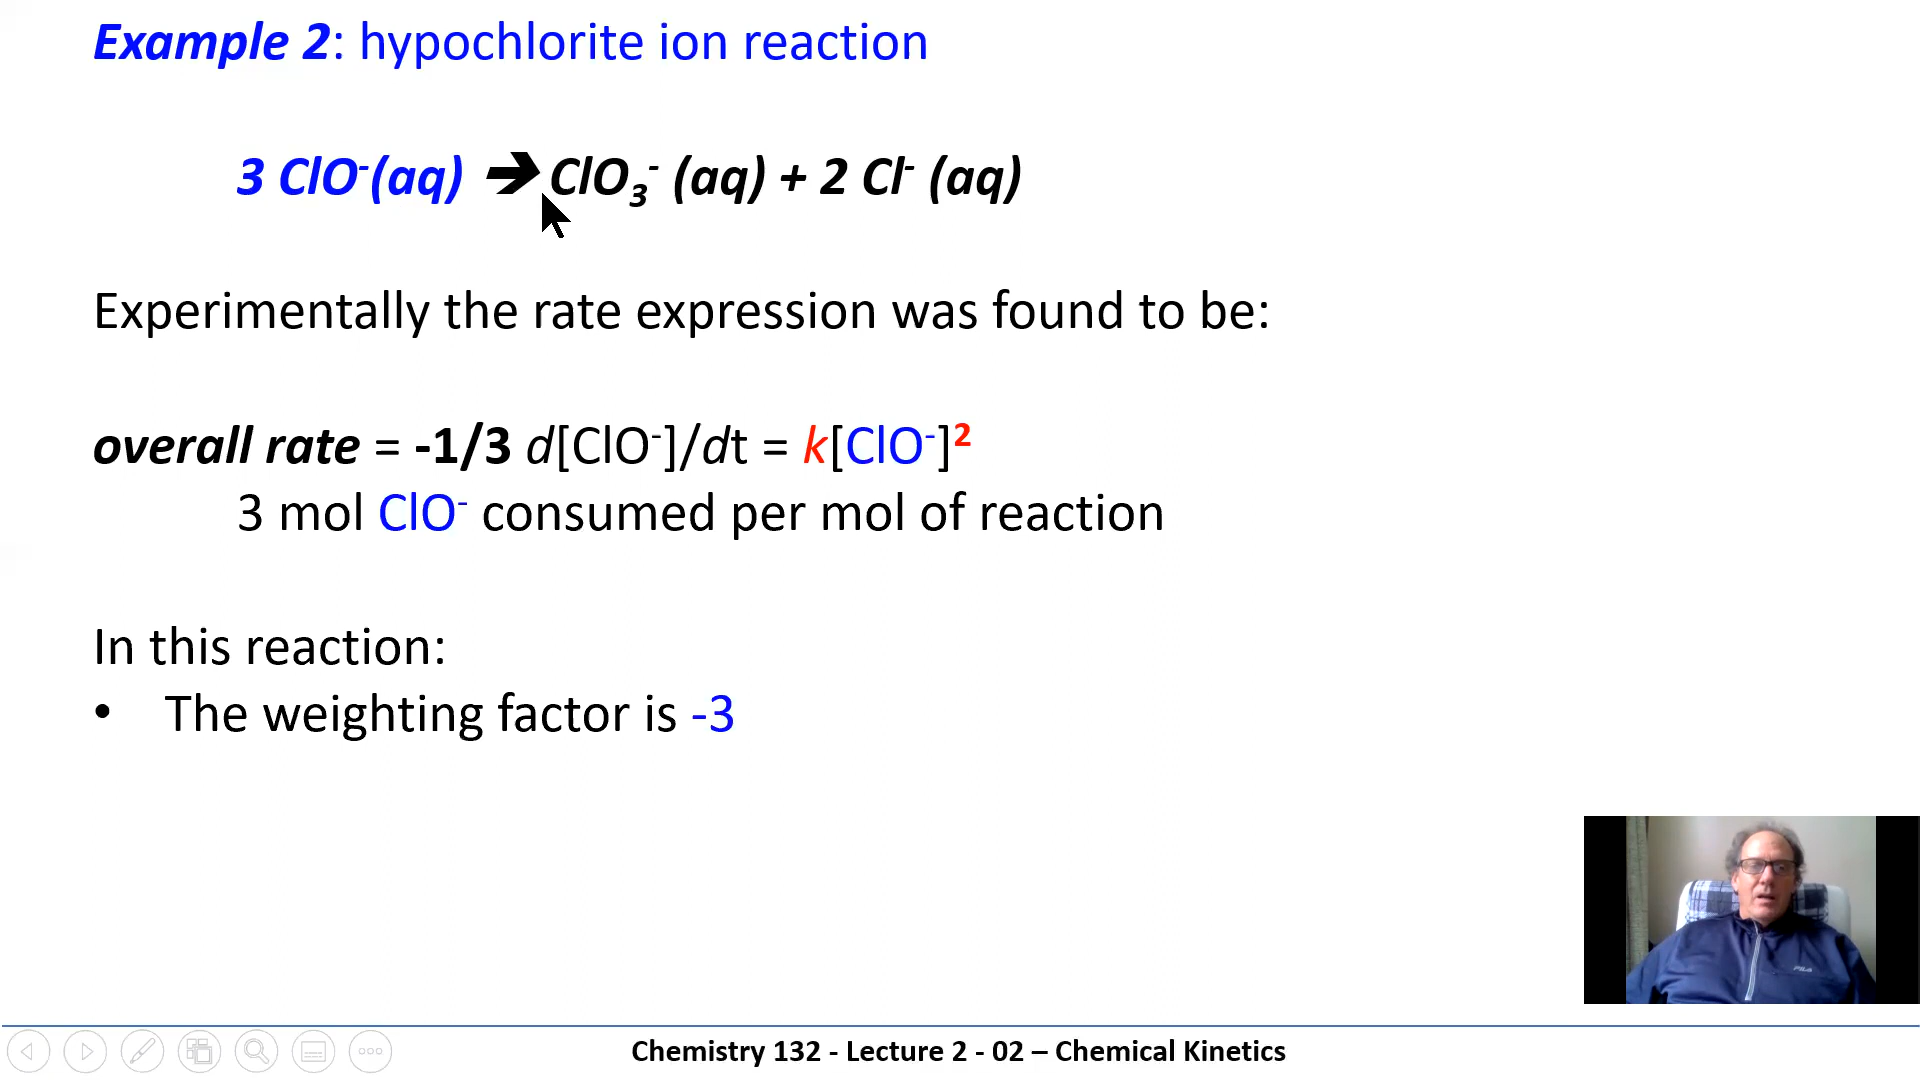 Example 2: hypochlorite ion reaction
3 ClO⁻(aq) ➔ ClO₃⁻ (aq) + 2 Cl⁻ (aq)
Experimentally the rate expression was found to be:
overall rate = -1/3 d[ClO⁻]/dt = k[ClO⁻]²
3 mol ClO⁻ consumed per mol of reaction
In this reaction:
• The weighting factor is -3
FILA
Chemistry 132 - Lecture 2 - 02 – Chemical Kinetics